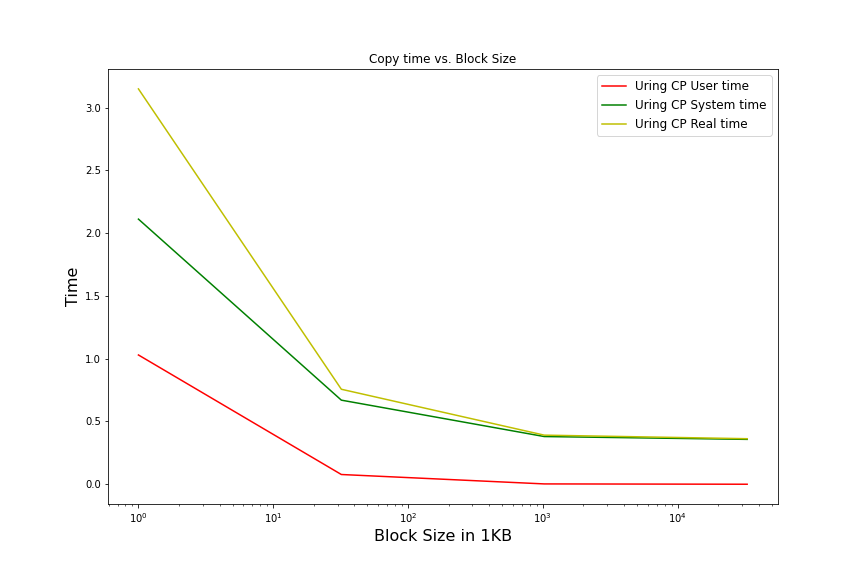 Copy time vs. Block Size
Uring CP User time
Uring CP System time
Uring CP Real time
Time
3.0
2.5
2.0
1.5
1.0
0.5
0.0
10⁰ 10¹ 10² 10³ 10⁴
Block Size in 1KB